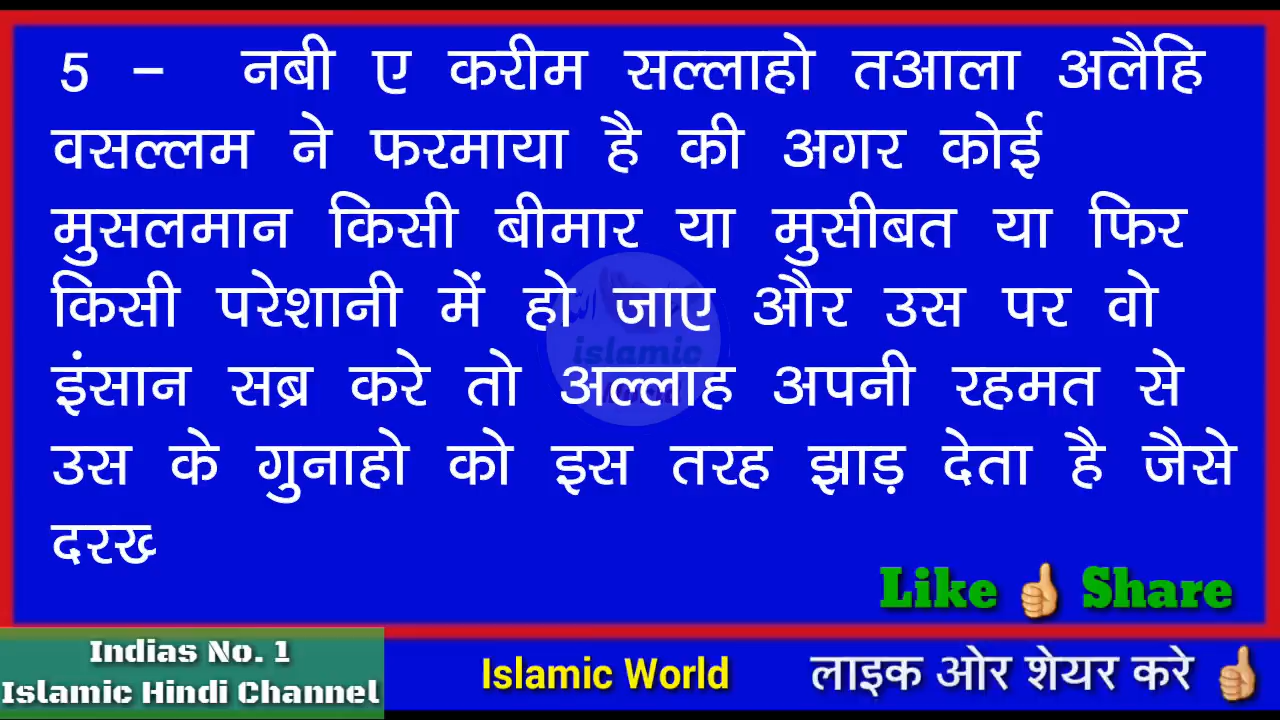 5 – नबी ए करीम सल्लाहो तआला अलैहि
वसल्लम ने फरमाया है की अगर कोई
मुसलमान किसी बीमार या मुसीबत या फिर
किसी परेशानी में हो जाए और उस पर वो
इंसान सब्र करे तो अल्लाह अपनी रहमत से
उस के गुनाहो को इस तरह झाड़ देता है जैसे
दरख्
islamic
Like 👍 Share
Indias No. 1
Islamic Hindi Channel
Islamic World
लाइक ओर शेयर करे 👍